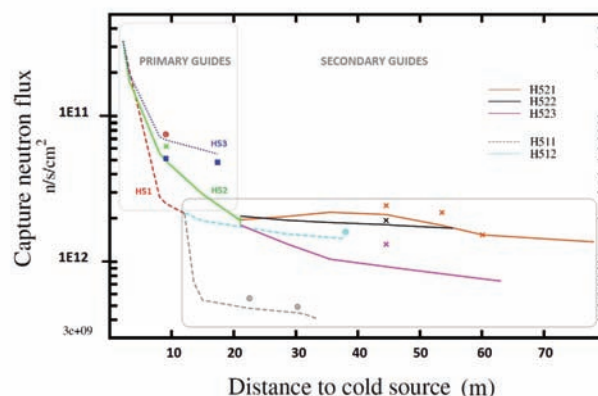 PRIMARY GUIDES
SECONDARY GUIDES
Capture neutron flux
n/s/cm²
1E11
1E12
3e+09
H53
H51
H52
H521
H522
H523
H511
H512
10
20
30
40
50
60
70
Distance to cold source (m)